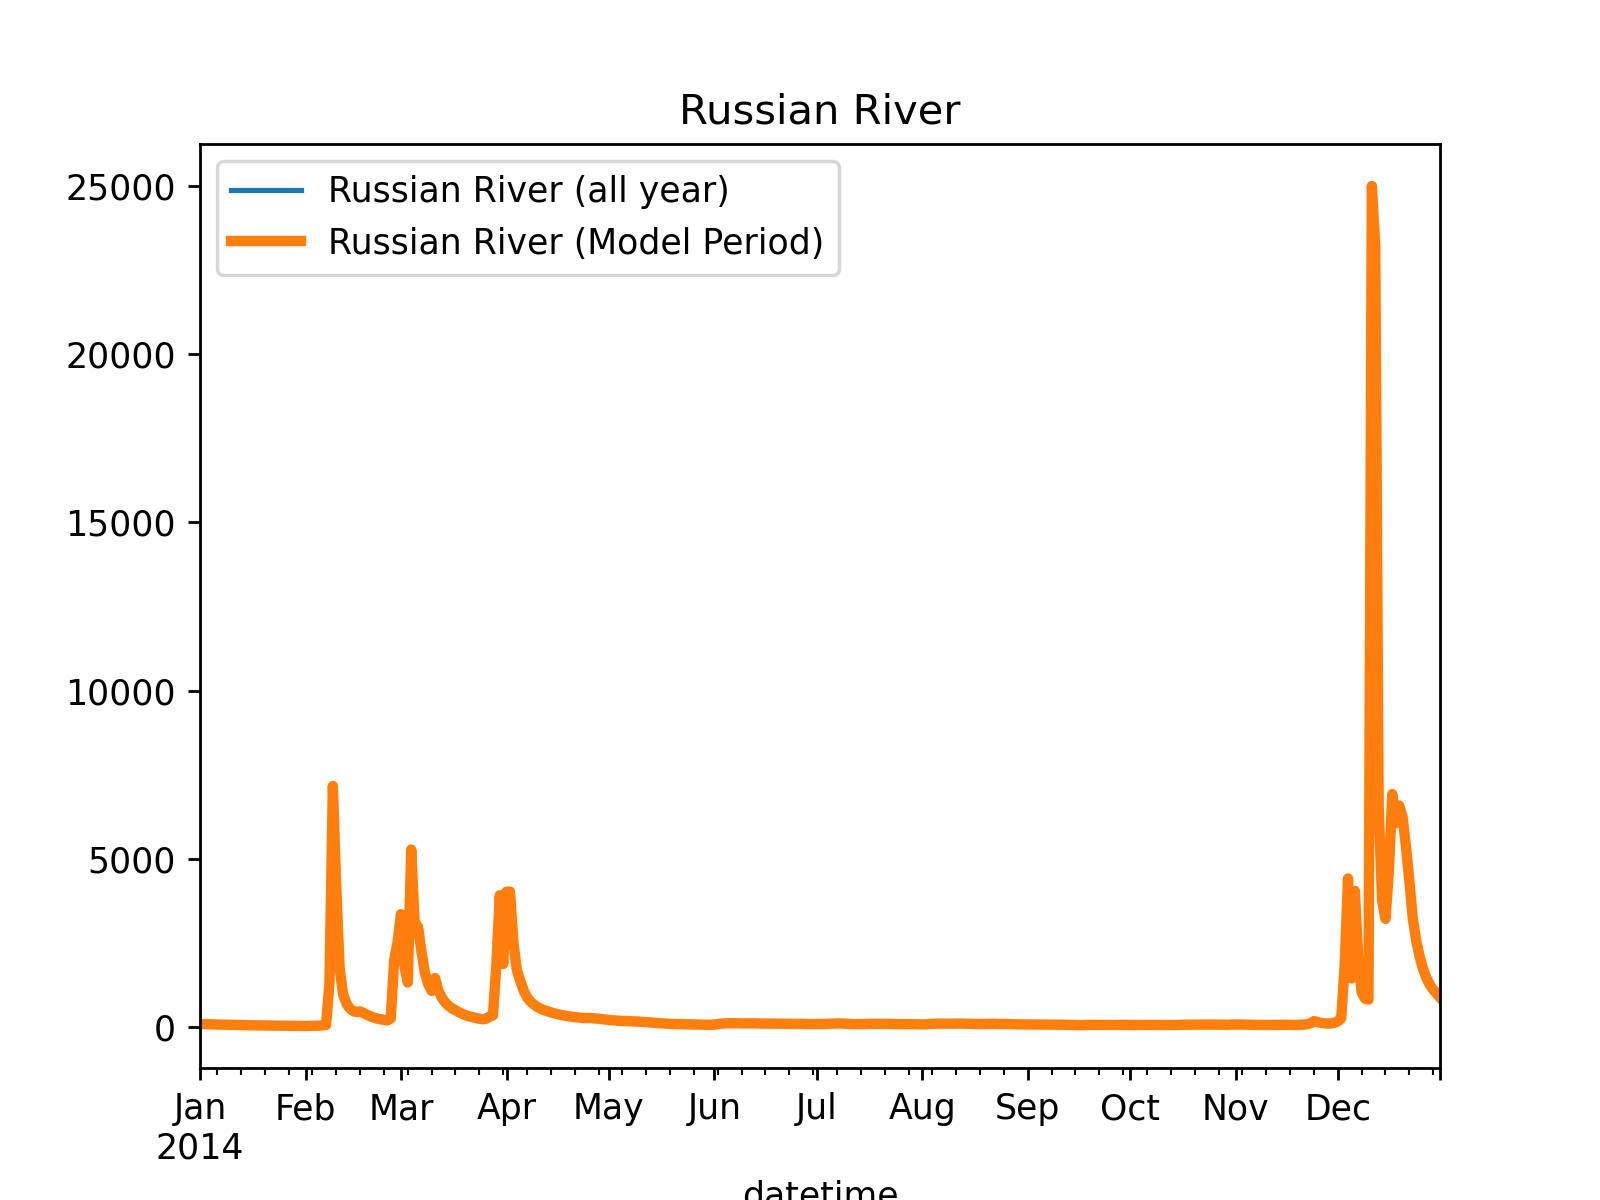 Russian River
Russian River (all year)
Russian River (Model Period)
25000
20000
15000
10000
5000
0
Jan Feb Mar Apr May Jun Jul Aug Sep Oct Nov Dec
2014
datetime